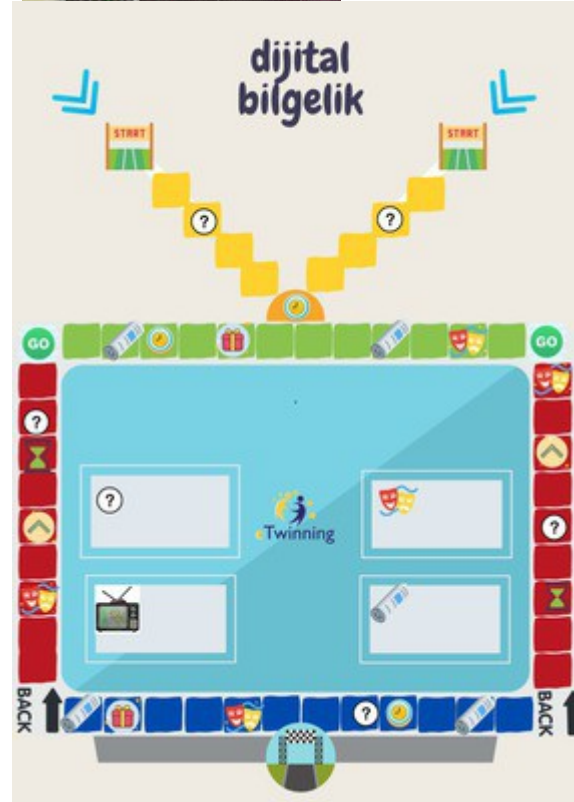 dijital
bilgelik
START
START
?
?
GO
GO
?
?
?
eTwinning
BACK
BACK
?